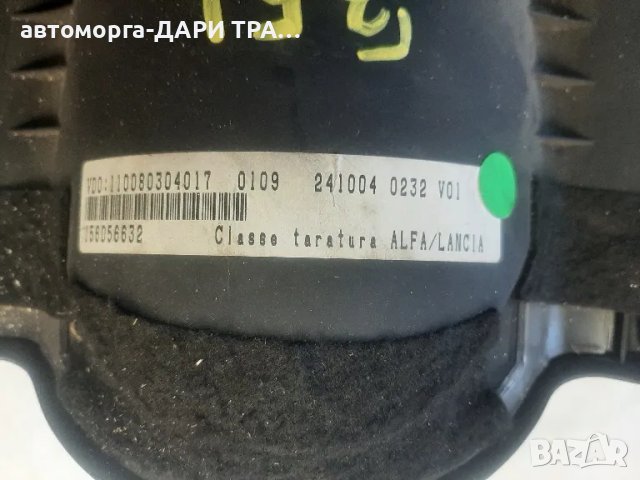 автоморга-ДАРИ ТРА...
VDO:110080304017 0109 241004 0232 V01
156056632 Classe taratura ALFA/LANCIA
BAZAR